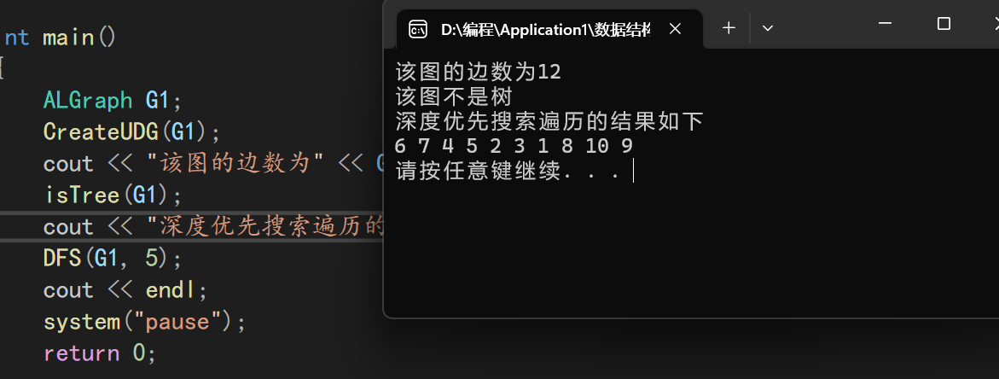 nt main()
{
ALGraph G1;
CreateUDG(G1);
cout << "该图的边数为" << G
isTree(G1);
cout << "深度优先搜索遍历的
DFS(G1, 5);
cout << endl;
system("pause");
return 0;
D:\编程\Application1\数据结构
该图的边数为12
该图不是树
深度优先搜索遍历的结果如下
6 7 4 5 2 3 1 8 10 9
请按任意键继续. . .